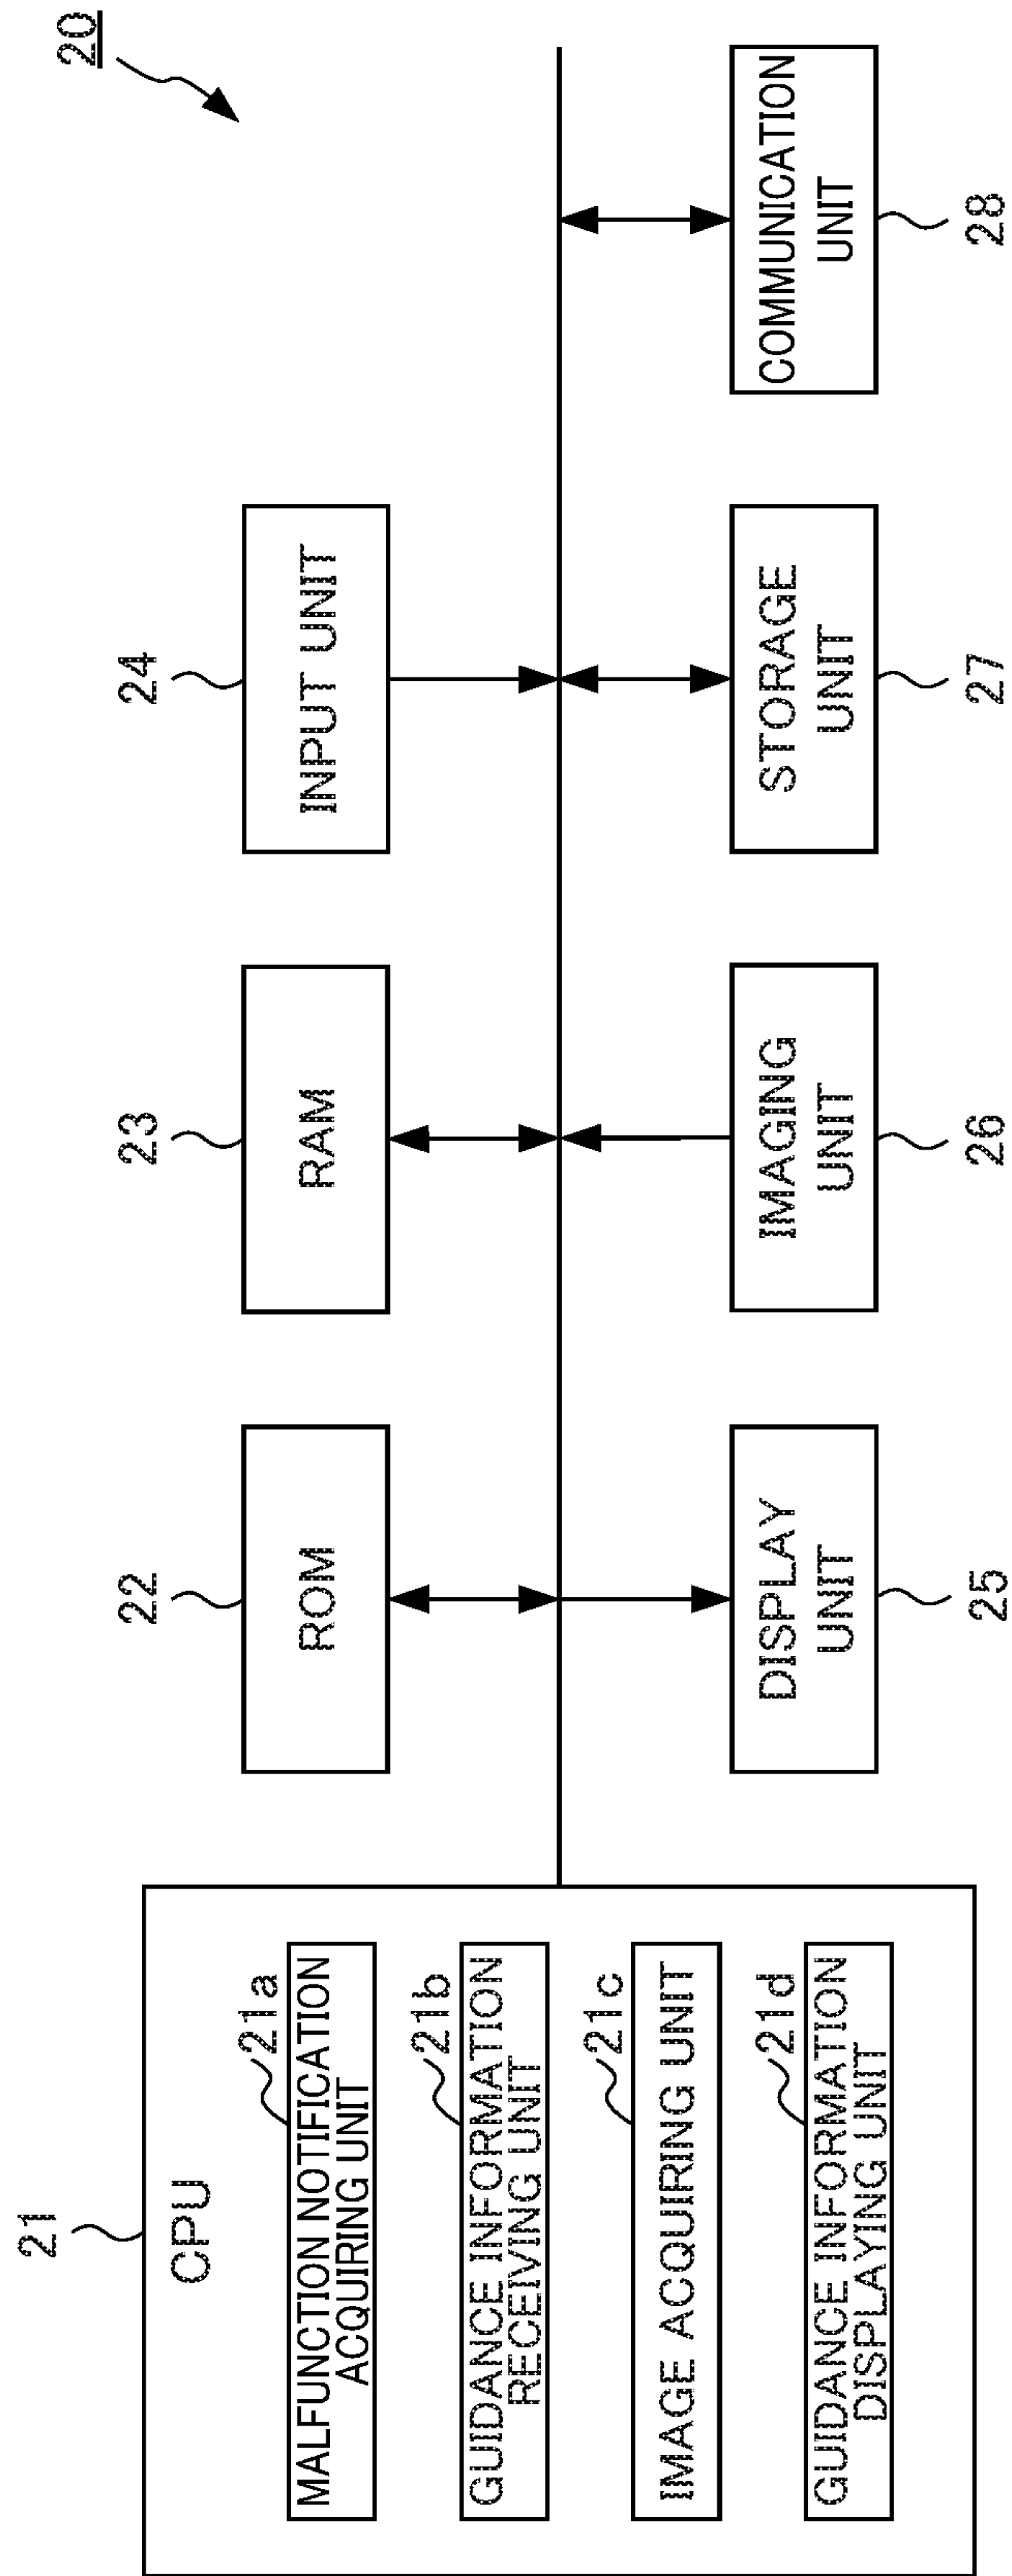 20
21
CPU
21a
MALFUNCTION NOTIFICATION
ACQUIRING UNIT
21b
GUIDANCE INFORMATION
RECEIVING UNIT
21c
IMAGE ACQUIRING UNIT
21d
GUIDANCE INFORMATION
DISPLAYING UNIT
22
ROM
23
RAM
24
INPUT UNIT
DISPLAY
UNIT
25
IMAGING
UNIT
26
STORAGE
UNIT
27
COMMUNICATION
UNIT
28